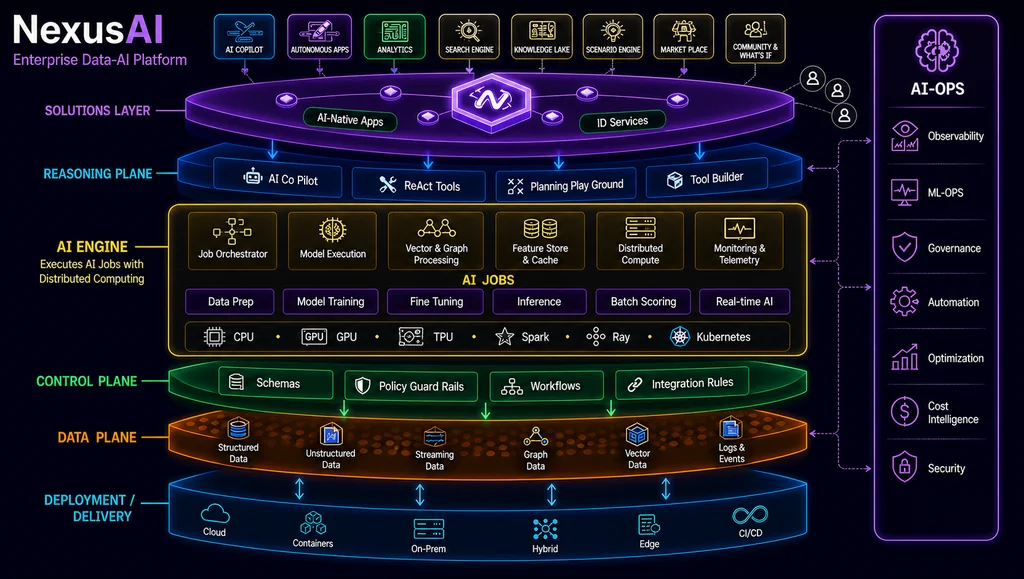 NexusAI
Enterprise Data-AI Platform
AI COPILOT
AUTONOMOUS APPS
ANALYTICS
SEARCH ENGINE
KNOWLEDGE LAKE
SCENARIO ENGINE
MARKET PLACE
COMMUNITY &
WHAT'S IF
SOLUTIONS LAYER
N
AI-Native Apps
ID Services
REASONING PLANE
AI Co Pilot
ReAct Tools
Planning Play Ground
Tool Builder
AI ENGINE
Executes AI Jobs with
Distributed Computing
Job Orchestrator
Model Execution
Vector & Graph
Processing
Feature Store
& Cache
Distributed
Compute
Monitoring &
Telemetry
AI JOBS
Data Prep
Model Training
Fine Tuning
Inference
Batch Scoring
Real-time AI
CPU
GPU GPU
TPU
Spark
Ray
Kubernetes
CONTROL PLANE
Schemas
Policy Guard Rails
Workflows
Integration Rules
DATA PLANE
Structured
Data
Unstructured
Data
Streaming
Data
Graph
Data
Vector
Data
Logs &
Events
DEPLOYMENT /
DELIVERY
Cloud
Containers
On-Prem
Hybrid
Edge
CI/CD
AI-OPS
Observability
ML-OPS
Governance
Automation
Optimization
Cost
Intelligence
Security